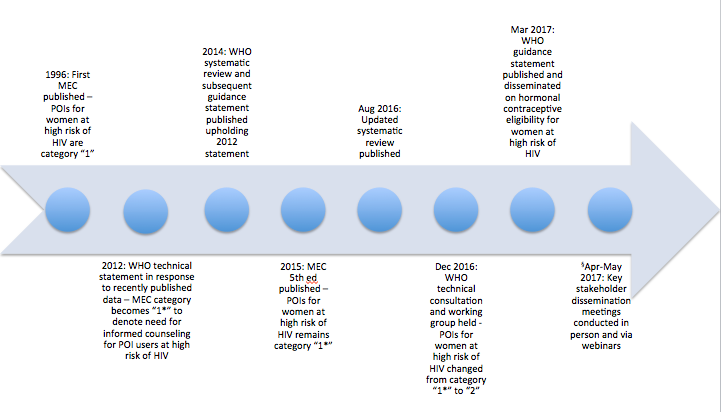 1996: First
MEC
published –
POIs for
women at
high risk of
HIV are
category "1"
2012: WHO technical
statement in response
to recently published
data – MEC category
becomes "1*" to
denote need for
informed counseling
for POI users at high
risk of HIV
2014: WHO
systematic
review and
subsequent
guidance
statement
published
upholding
2012
statement
2015: MEC
5th ed
published –
POIs for
women at
high risk of
HIV remains
category "1*"
Aug 2016:
Updated
systematic
review
published
Dec 2016:
WHO
technical
consultation
and working
group held -
POIs for
women at
high risk of
HIV changed
from category
"1*" to "2"
Mar 2017:
WHO
guidance
statement
published and
disseminated
on hormonal
contraceptive
eligibility for
women at
high risk of
HIV
§Apr-May
2017: Key
stakeholder
dissemination
meetings
conducted in
person and via
webinars